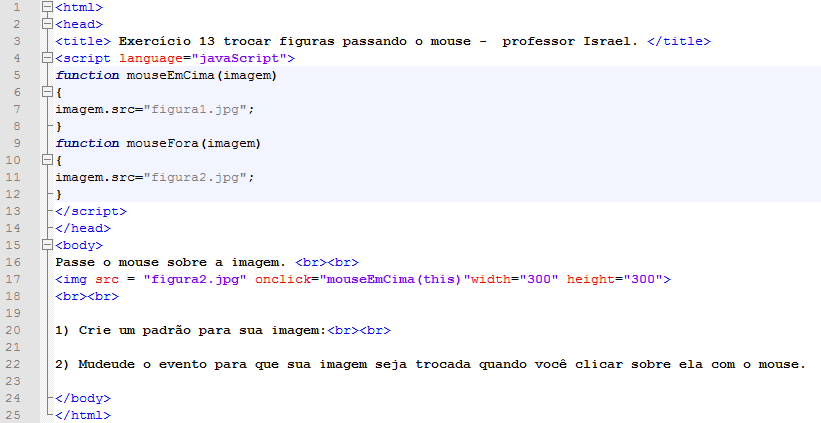 1 <html>
2 <head>
3 <title> Exercício 13 trocar figuras passando o mouse -  professor Israel. </title>
4 <script language="javaScript">
5 function mouseEmCima(imagem)
6 {
7 imagem.src="figura1.jpg";
8 }
9 function mouseFora(imagem)
10 {
11 imagem.src="figura2.jpg";
12 }
13 </script>
14 </head>
15 <body>
16 Passe o mouse sobre a imagem. <br><br>
17 <img src = "figura2.jpg" onclick="mouseEmCima(this)"width="300" height="300">
18 <br><br>
19
20 1) Crie um padrão para sua imagem:<br><br>
21
22 2) Mudeude o evento para que sua imagem seja trocada quando você clicar sobre ela com o mouse.
23
24 </body>
25 </html>